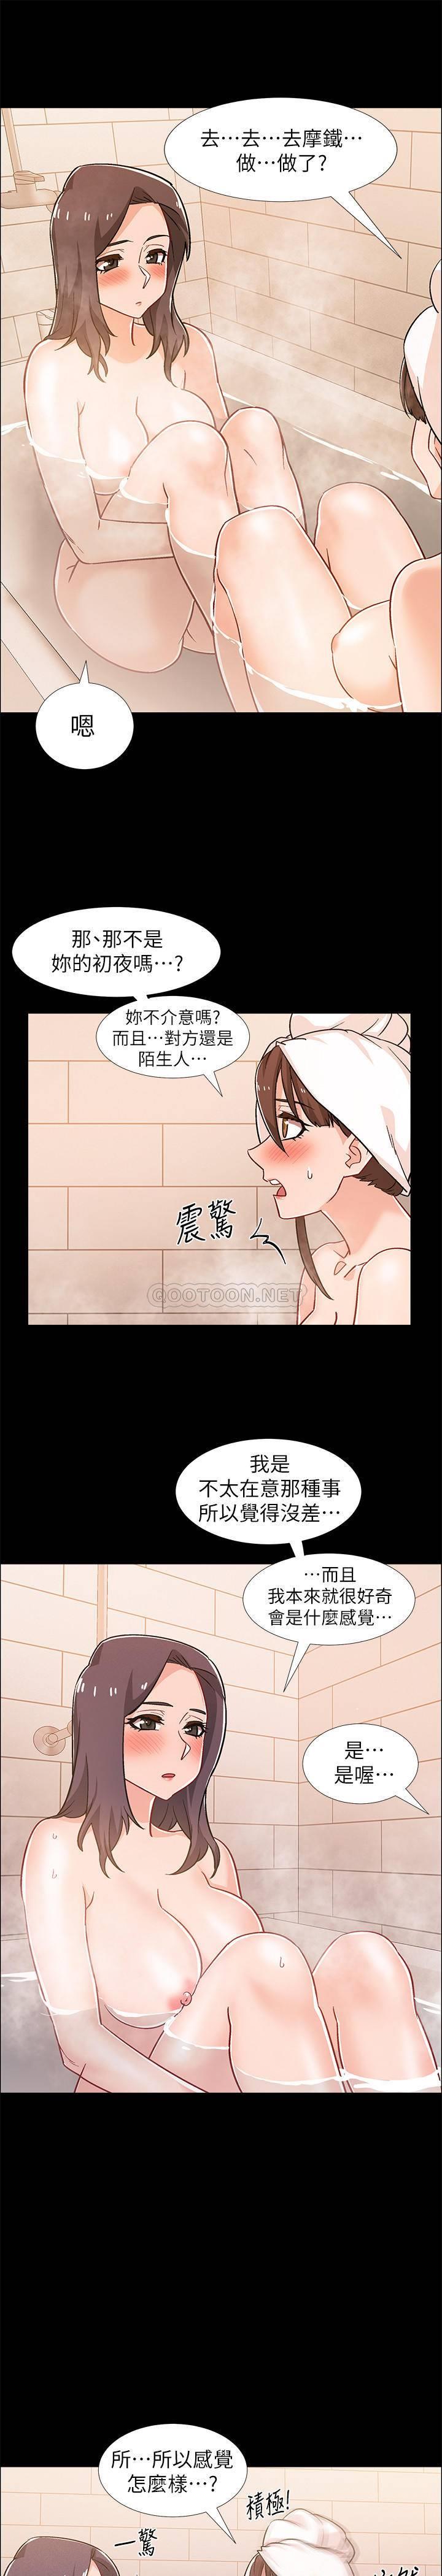 去⋯去⋯去摩鐵⋯
做⋯做了?
嗯
那、那不是
妳的初夜嗎⋯?
妳不介意嗎?
而且⋯對方還是
陌生人⋯
震驚
QOOTOON.NET
我是
不太在意那種事
所以覺得沒差⋯
⋯而且
我本來就很好奇
會是什麼感覺⋯
是⋯
是喔⋯
所⋯所以感覺
怎麼樣⋯?
積極!
一驚